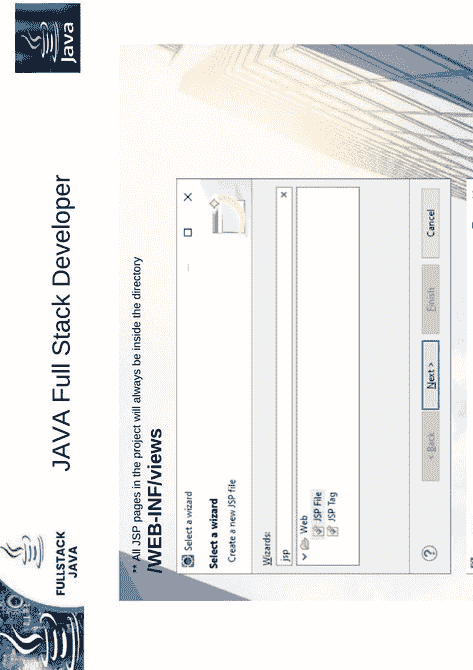 FULLSTACK
JAVA
JAVA Full Stack Developer
Java
** All JSP pages in the project will always be inside the directory
/WEB-INF/views
Select a wizard
Select a wizard
Create a new JSP file
Wizards:
jsp
Web
JSP File
JSP Tag
< Back
Next >
Finish
Cancel